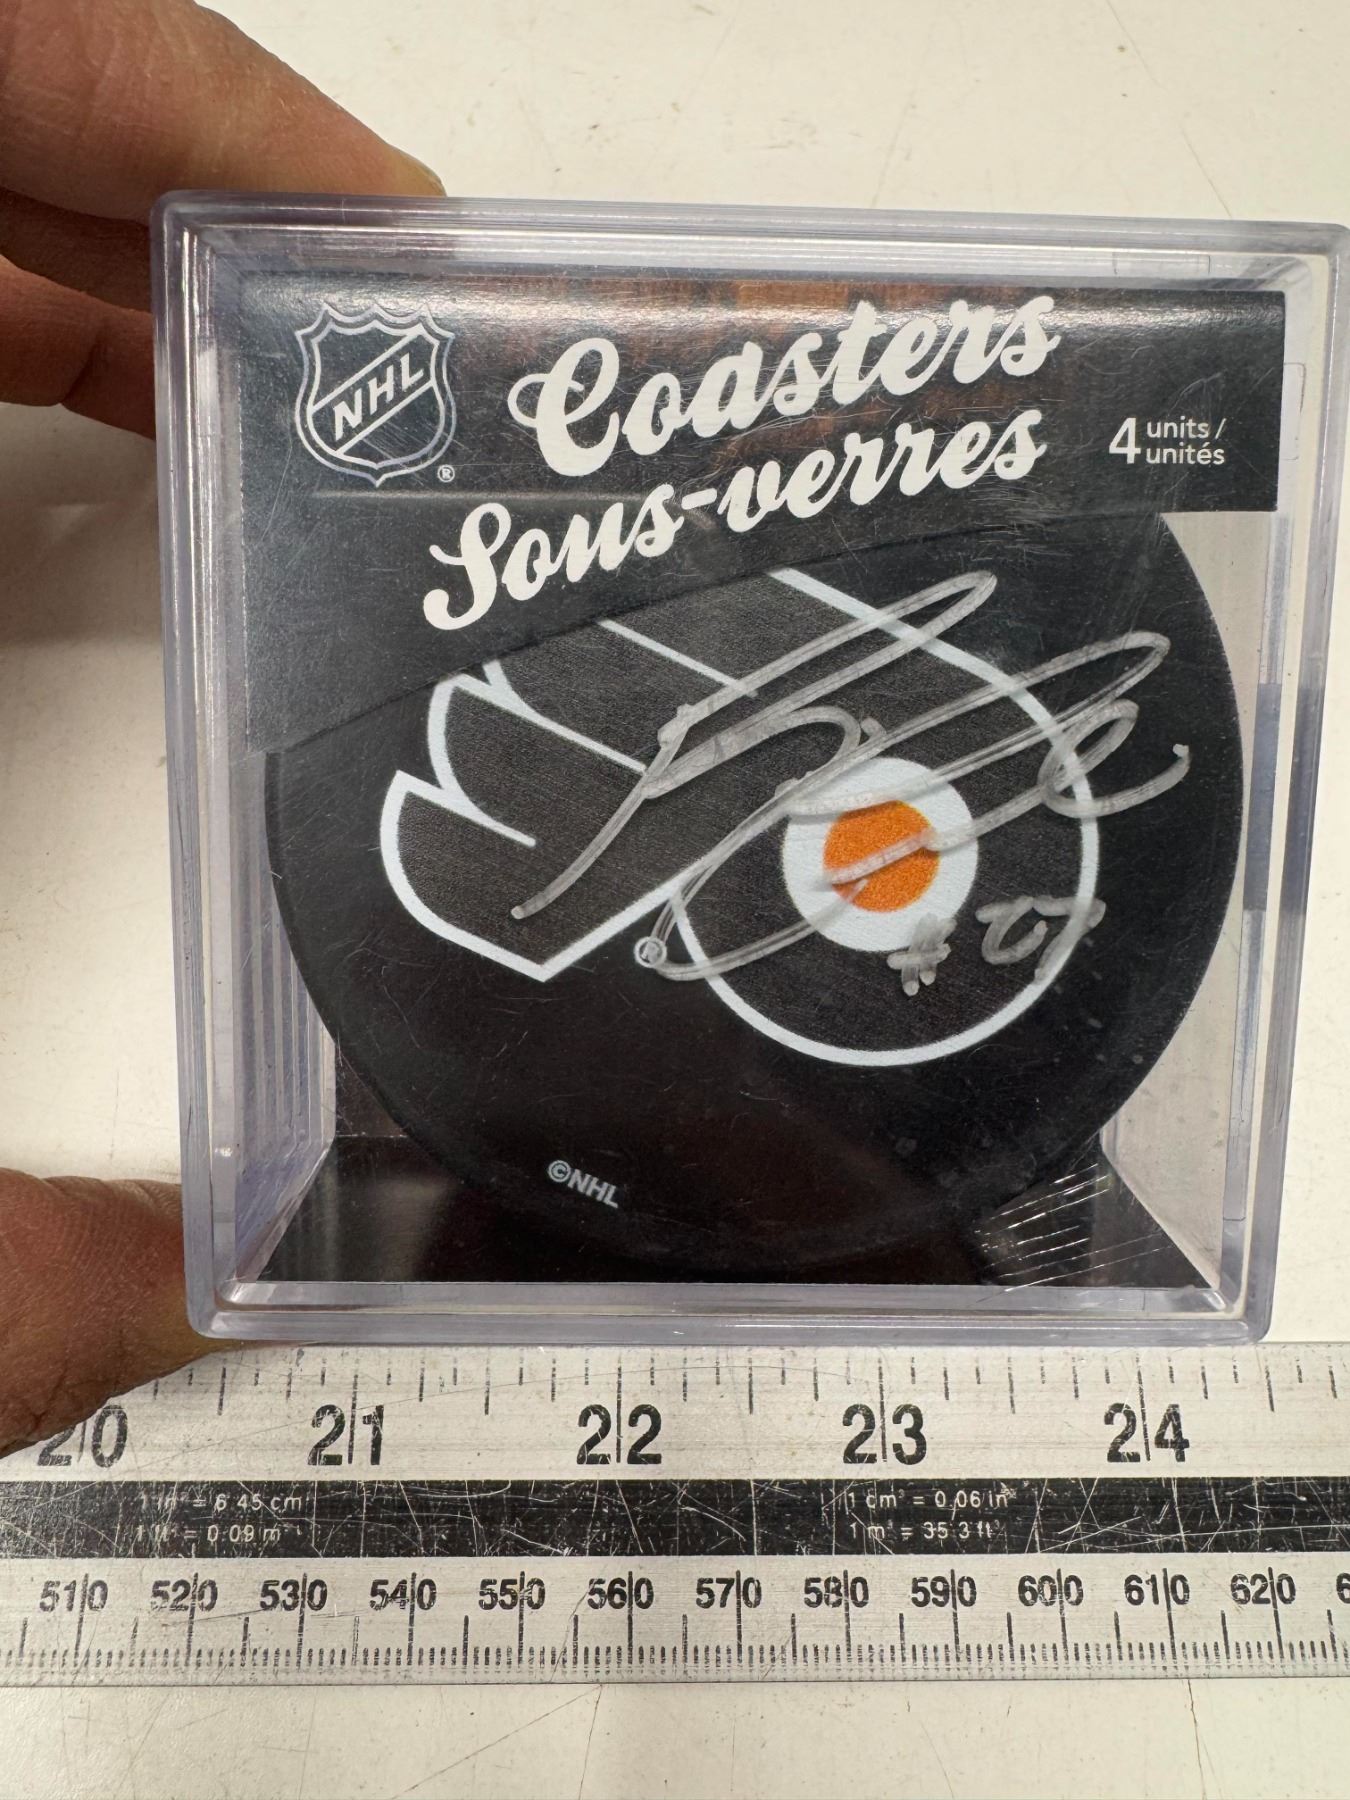 NHL
®
Coasters
Sous-verres
4 units /
unités
®
©NHL
20 21 22 23 24
1 in² = 6.45 cm²
1 ft² = 0.09 m²
1 cm² = 0.06 in³
1 m³ = 35.3 ft³
510 520 530 540 550 560 570 580 590 600 610 620